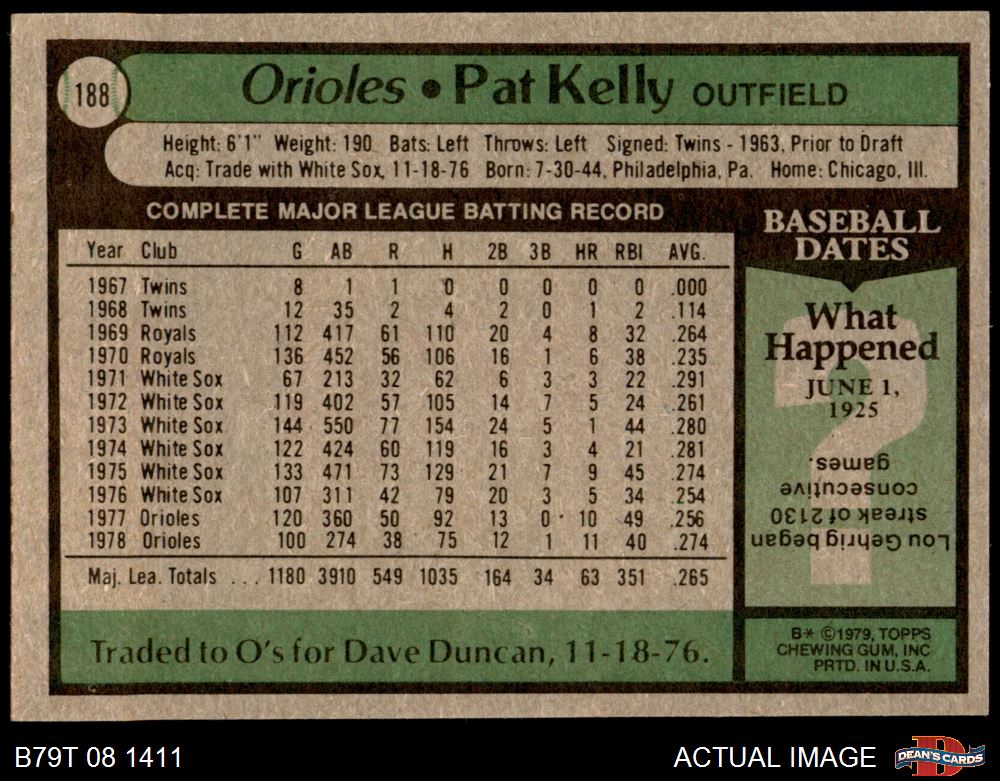 188
Orioles • Pat Kelly OUTFIELD
Height: 6'1" Weight: 190 Bats: Left Throws: Left Signed: Twins - 1963, Prior to Draft
Acq: Trade with White Sox, 11-18-76 Born: 7-30-44, Philadelphia, Pa. Home: Chicago, Ill.
COMPLETE MAJOR LEAGUE BATTING RECORD
Year Club G AB R H 2B 3B HR RBI AVG.
1967 Twins 8 1 1 0 0 0 0 0 .000
1968 Twins 12 35 2 4 2 0 1 2 .114
1969 Royals 112 417 61 110 20 4 8 32 .264
1970 Royals 136 452 56 106 16 1 6 38 .235
1971 White Sox 67 213 32 62 6 3 3 22 .291
1972 White Sox 119 402 57 105 14 7 5 24 .261
1973 White Sox 144 550 77 154 24 5 1 44 .280
1974 White Sox 122 424 60 119 16 3 4 21 .281
1975 White Sox 133 471 73 129 21 7 9 45 .274
1976 White Sox 107 311 42 79 20 3 5 34 .254
1977 Orioles 120 360 50 92 13 0 10 49 .256
1978 Orioles 100 274 38 75 12 1 11 40 .274
Maj. Lea. Totals ... 1180 3910 549 1035 164 34 63 351 .265
Traded to O's for Dave Duncan, 11-18-76.
BASEBALL
DATES
What
Happened
JUNE 1,
1925
?
Lou Gehrig began
streak of 2130
consecutive
games.
B* ©1979, TOPPS
CHEWING GUM, INC
PRTD. IN U.S.A.
B79T 08 1411
ACTUAL IMAGE
D
DEAN'S CARDS